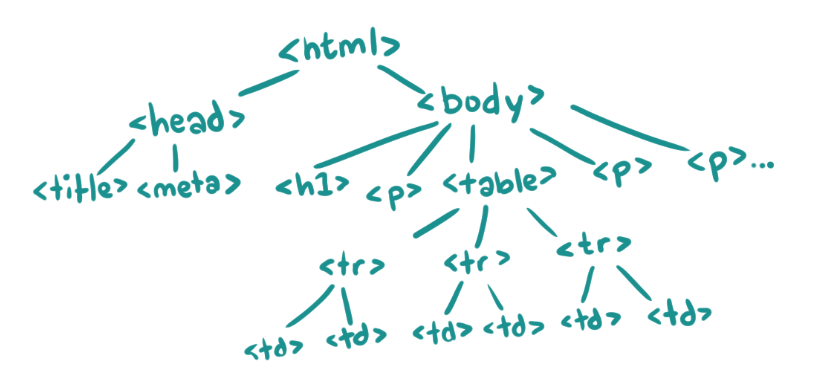 <html>
<head> <body>
<title> <meta> <h1> <p> <table> <p> <p>...
<tr> <tr> <tr>
<td> <td> <td> <td> <td> <td>